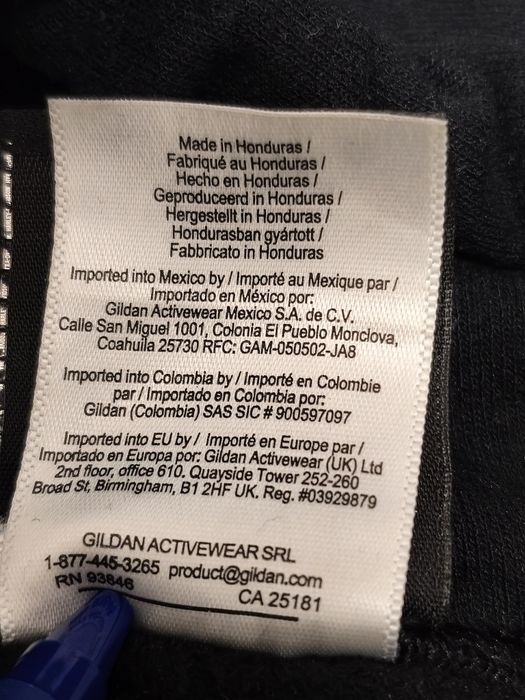 Made in Honduras /
Fabriqué au Honduras /
Hecho en Honduras /
Geproduceerd in Honduras /
Hergestellt in Honduras /
Hondurasban gyártott /
Fabbricato in Honduras
Imported into Mexico by / Importé au Mexique par /
Importado en México por:
Gildan Activewear Mexico S.A. de C.V.
Calle San Miguel 1001, Colonia El Pueblo Monclova,
Coahuila 25730 RFC: GAM-050502-JA8
Imported into Colombia by / Importé en Colombie
par / Importado en Colombia por:
Gildan (Colombia) SAS SIC # 900597097
Imported into EU by / Importé en Europe par /
Importado en Europa por: Gildan Activewear (UK) Ltd
2nd floor, office 610. Quayside Tower 252-260
Broad St, Birmingham, B1 2HF UK. Reg. #03929879
GILDAN ACTIVEWEAR SRL
1-877-445-3265 product@gildan.com
RN 93846 CA 25181